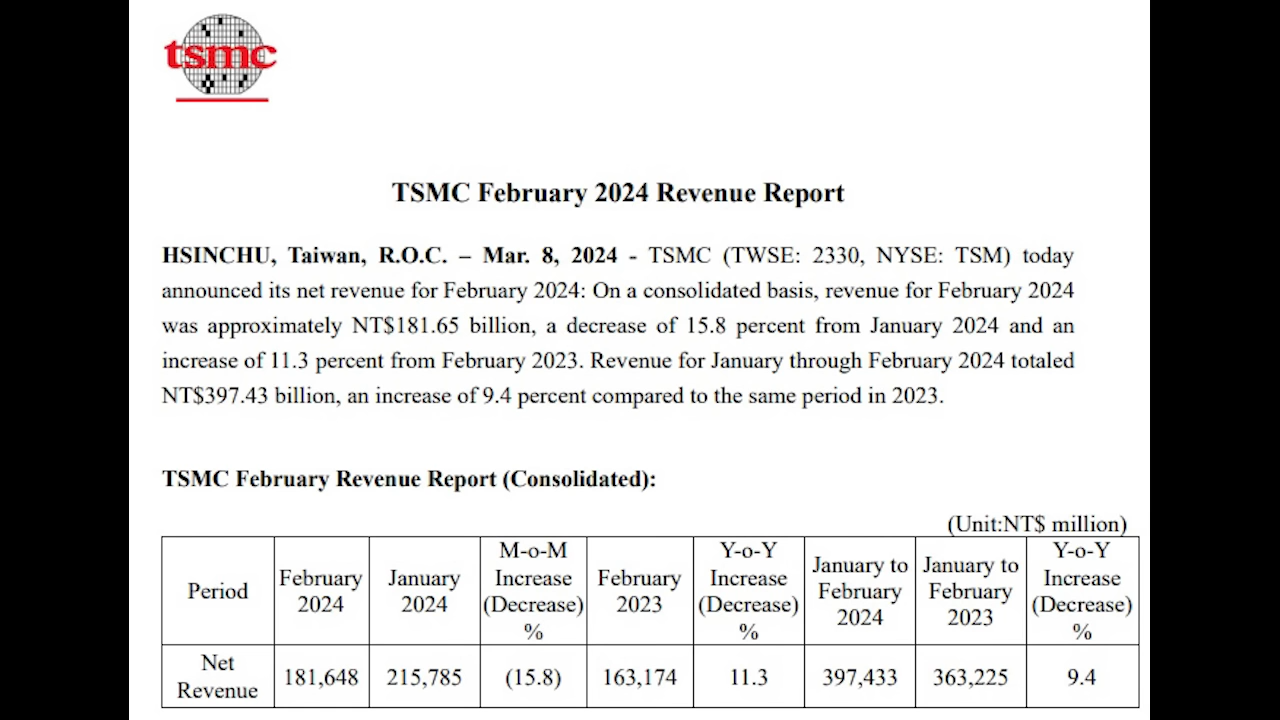 tsmc
TSMC February 2024 Revenue Report
HSINCHU, Taiwan, R.O.C. – Mar. 8, 2024 - TSMC (TWSE: 2330, NYSE: TSM) today
announced its net revenue for February 2024: On a consolidated basis, revenue for February 2024
was approximately NT$181.65 billion, a decrease of 15.8 percent from January 2024 and an
increase of 11.3 percent from February 2023. Revenue for January through February 2024 totaled
NT$397.43 billion, an increase of 9.4 percent compared to the same period in 2023.
TSMC February Revenue Report (Consolidated):
(Unit:NT$ million)
Period
February
2024
January
2024
M-o-M
Increase
(Decrease)
%
February
2023
Y-o-Y
Increase
(Decrease)
%
January to
February
2024
January to
February
2023
Y-o-Y
Increase
(Decrease)
%
Net
Revenue
181,648
215,785
(15.8)
163,174
11.3
397,433
363,225
9.4